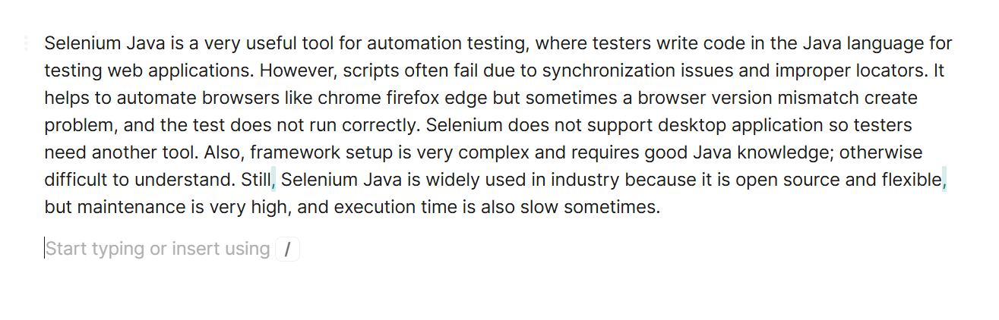 Selenium Java is a very useful tool for automation testing, where testers write code in the Java language for
testing web applications. However, scripts often fail due to synchronization issues and improper locators. It
helps to automate browsers like chrome firefox edge but sometimes a browser version mismatch create
problem, and the test does not run correctly. Selenium does not support desktop application so testers
need another tool. Also, framework setup is very complex and requires good Java knowledge; otherwise
difficult to understand. Still, Selenium Java is widely used in industry because it is open source and flexible,
but maintenance is very high, and execution time is also slow sometimes.
Start typing or insert using /